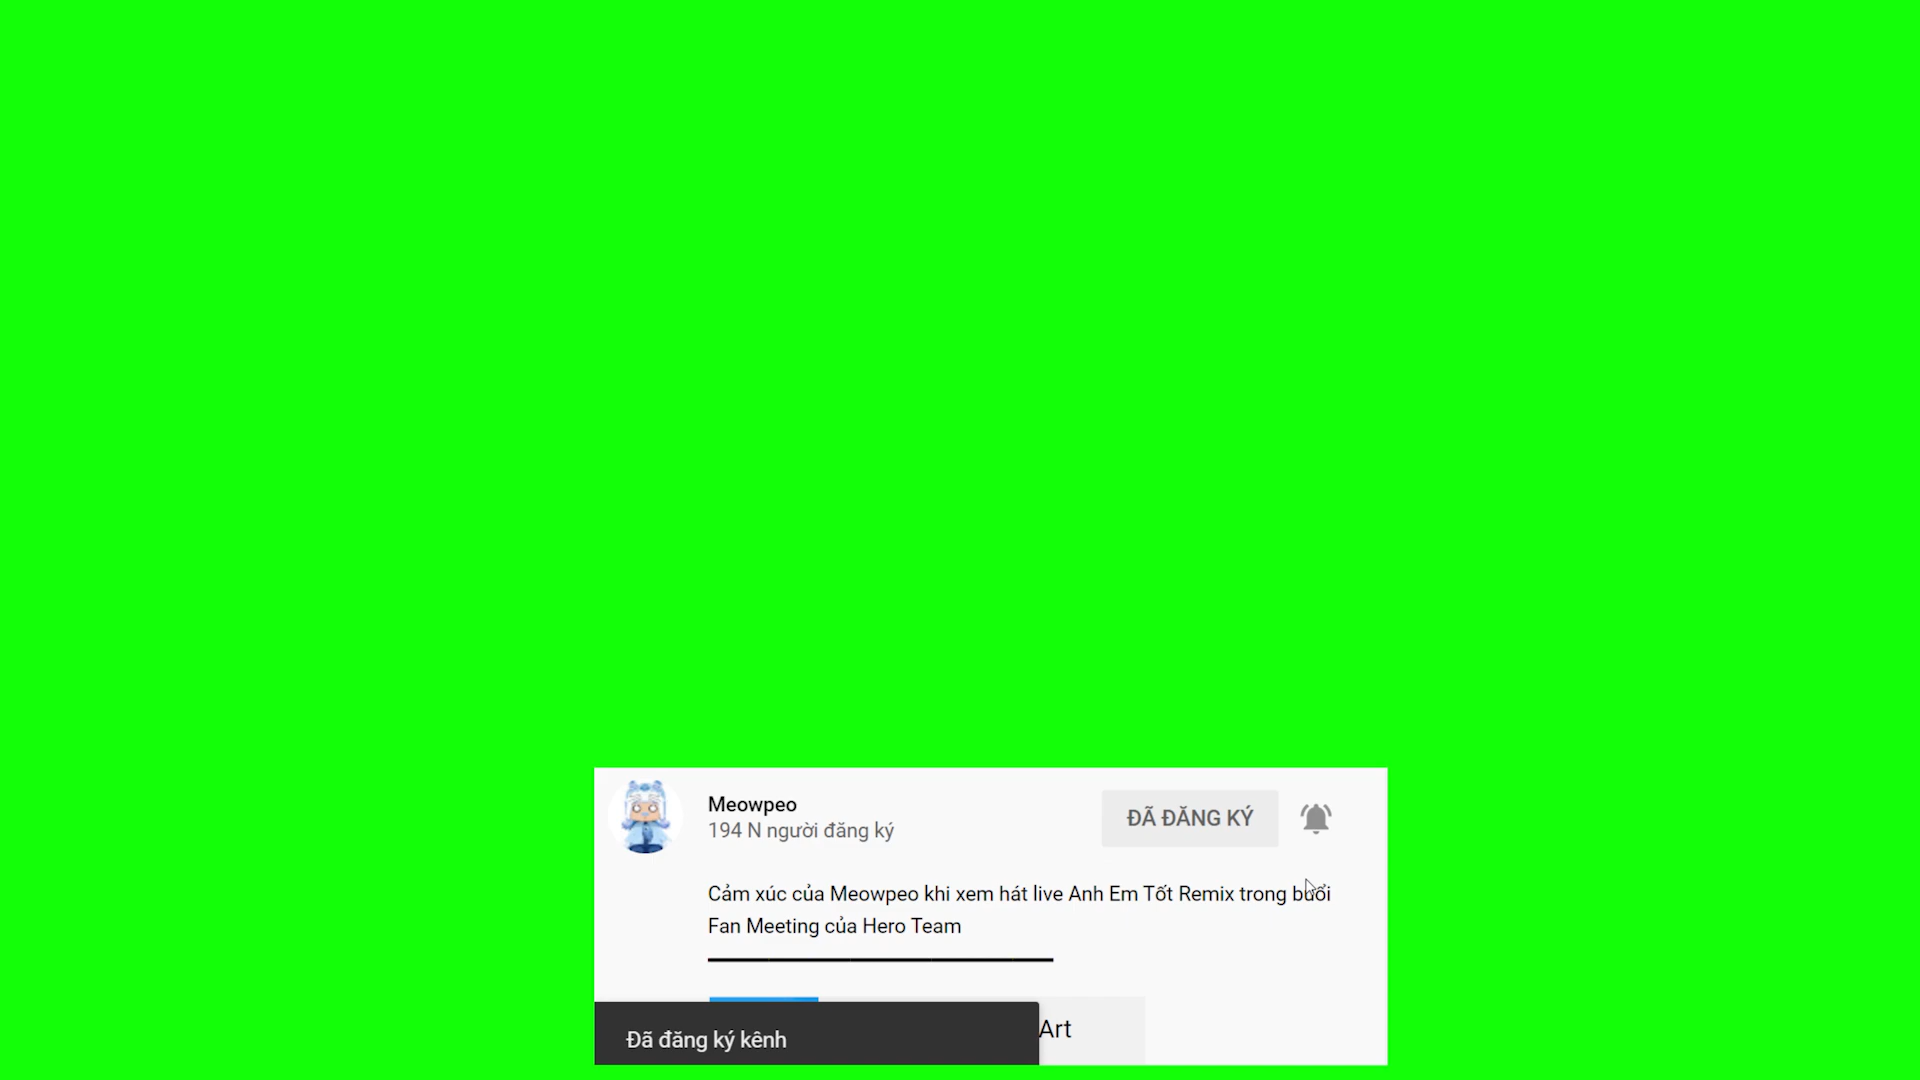 Meowpeo
194 N người đăng ký
ĐÃ ĐĂNG KÝ
Cảm xúc của Meowpeo khi xem hát live Anh Em Tốt Remix trong buổi
Fan Meeting của Hero Team
Art
Đã đăng ký kênh